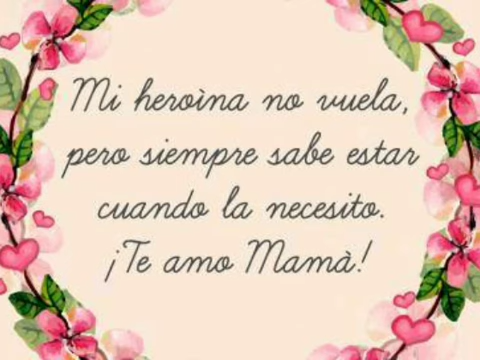 Mi heroìna no vuela,
pero siempre sabe estar
cuando la necesito.
¡Te amo Mamà!